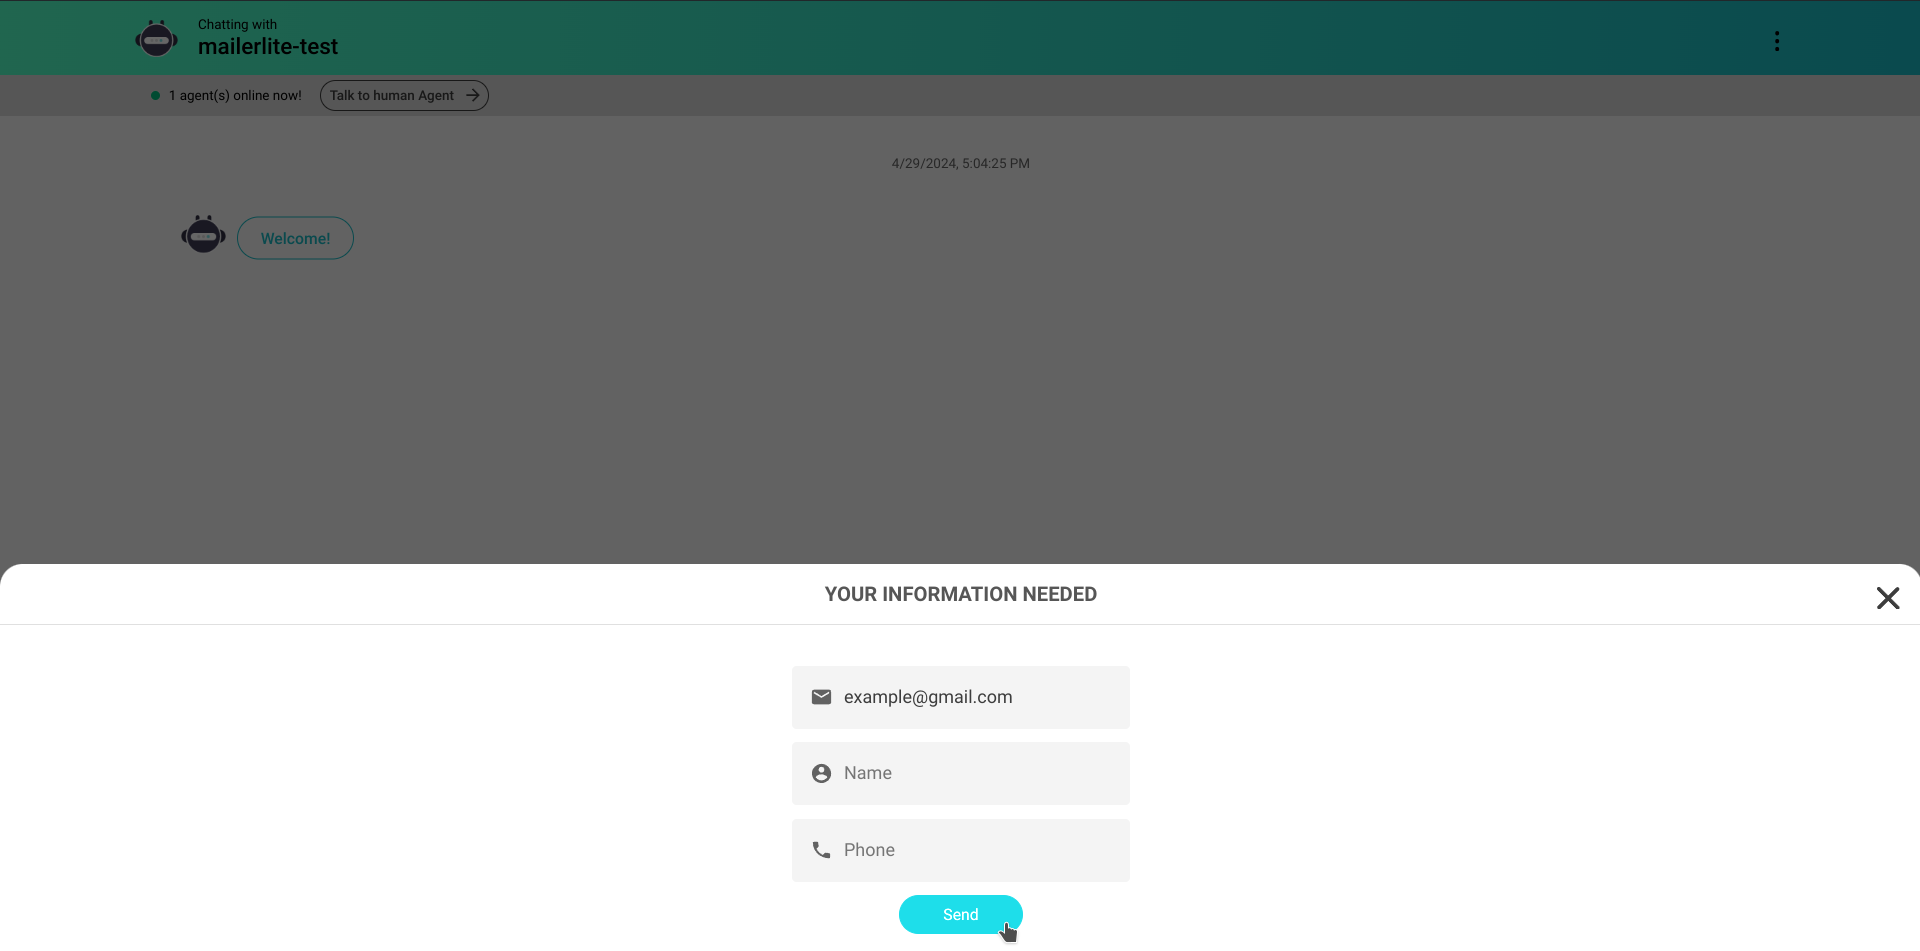 Chatting with
mailerlite-test
1 agent(s) online now! Talk to human Agent
4/29/2024, 5:04:25 PM
Welcome!
YOUR INFORMATION NEEDED
example@gmail.com
Name
Phone
Send